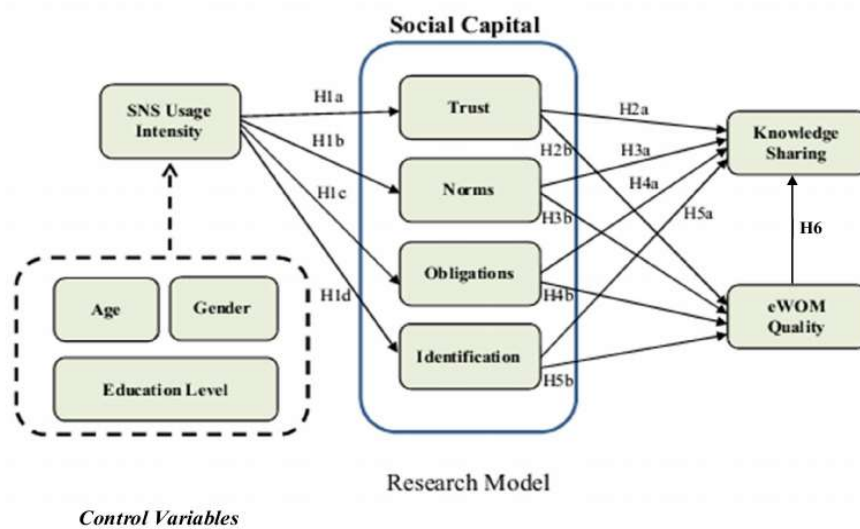 Social Capital
SNS Usage
Intensity
H1a
H1b
H1c
H1d
Trust
Norms
Obligations
Identification
H2a
H2b
H3a
H4a
H3b
H5a
H4b
H5b
Knowledge
Sharing
H6
eWOM
Quality
Age
Gender
Education Level
Research Model
Control Variables